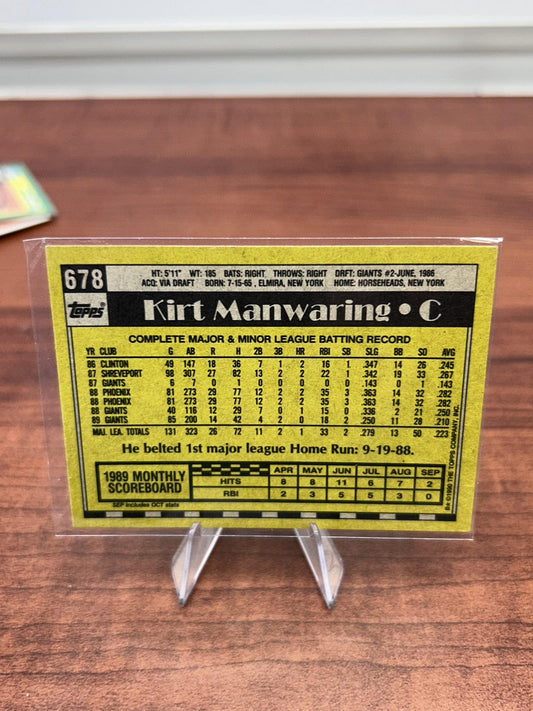 678
HT: 5'11" WT: 185 BATS: RIGHT THROWS: RIGHT DRFT: GIANTS #2-JUNE, 1986
ACQ: VIA DRAFT BORN: 7-15-65, ELMIRA, NEW YORK HOME: HORSEHEADS, NEW YORK
TOPPS
Kirt Manwaring • C
COMPLETE MAJOR & MINOR LEAGUE BATTING RECORD
YR CLUB G AB R H 2B 3B HR RBI SB SLG BB SO AVG
86 CLINTON 49 147 18 36 7 1 2 16 1 .347 14 26 .245
87 SHREVEPORT 98 307 27 82 13 2 2 22 1 .342 19 33 .267
87 GIANTS 6 7 0 1 0 0 0 0 0 .143 0 1 .143
88 PHOENIX 81 273 29 77 12 2 2 35 3 .363 14 32 .282
88 PHOENIX 81 273 29 77 12 2 2 35 3 .363 14 32 .282
88 GIANTS 40 116 12 29 7 0 1 15 0 .336 2 21 .250
89 GIANTS 85 200 14 42 4 2 0 18 2 .250 11 28 .210
MAJ. LEA. TOTALS 131 323 26 72 11 2 1 33 2 .279 13 50 .223
He belted 1st major league Home Run: 9-19-88.
1989 MONTHLY SCOREBOARD
APR MAY JUN JUL AUG SEP
HITS 8 8 11 6 7 2
RBI 2 3 5 5 3 0
SEP includes OCT stats
©1990 THE TOPPS COMPANY, INC.